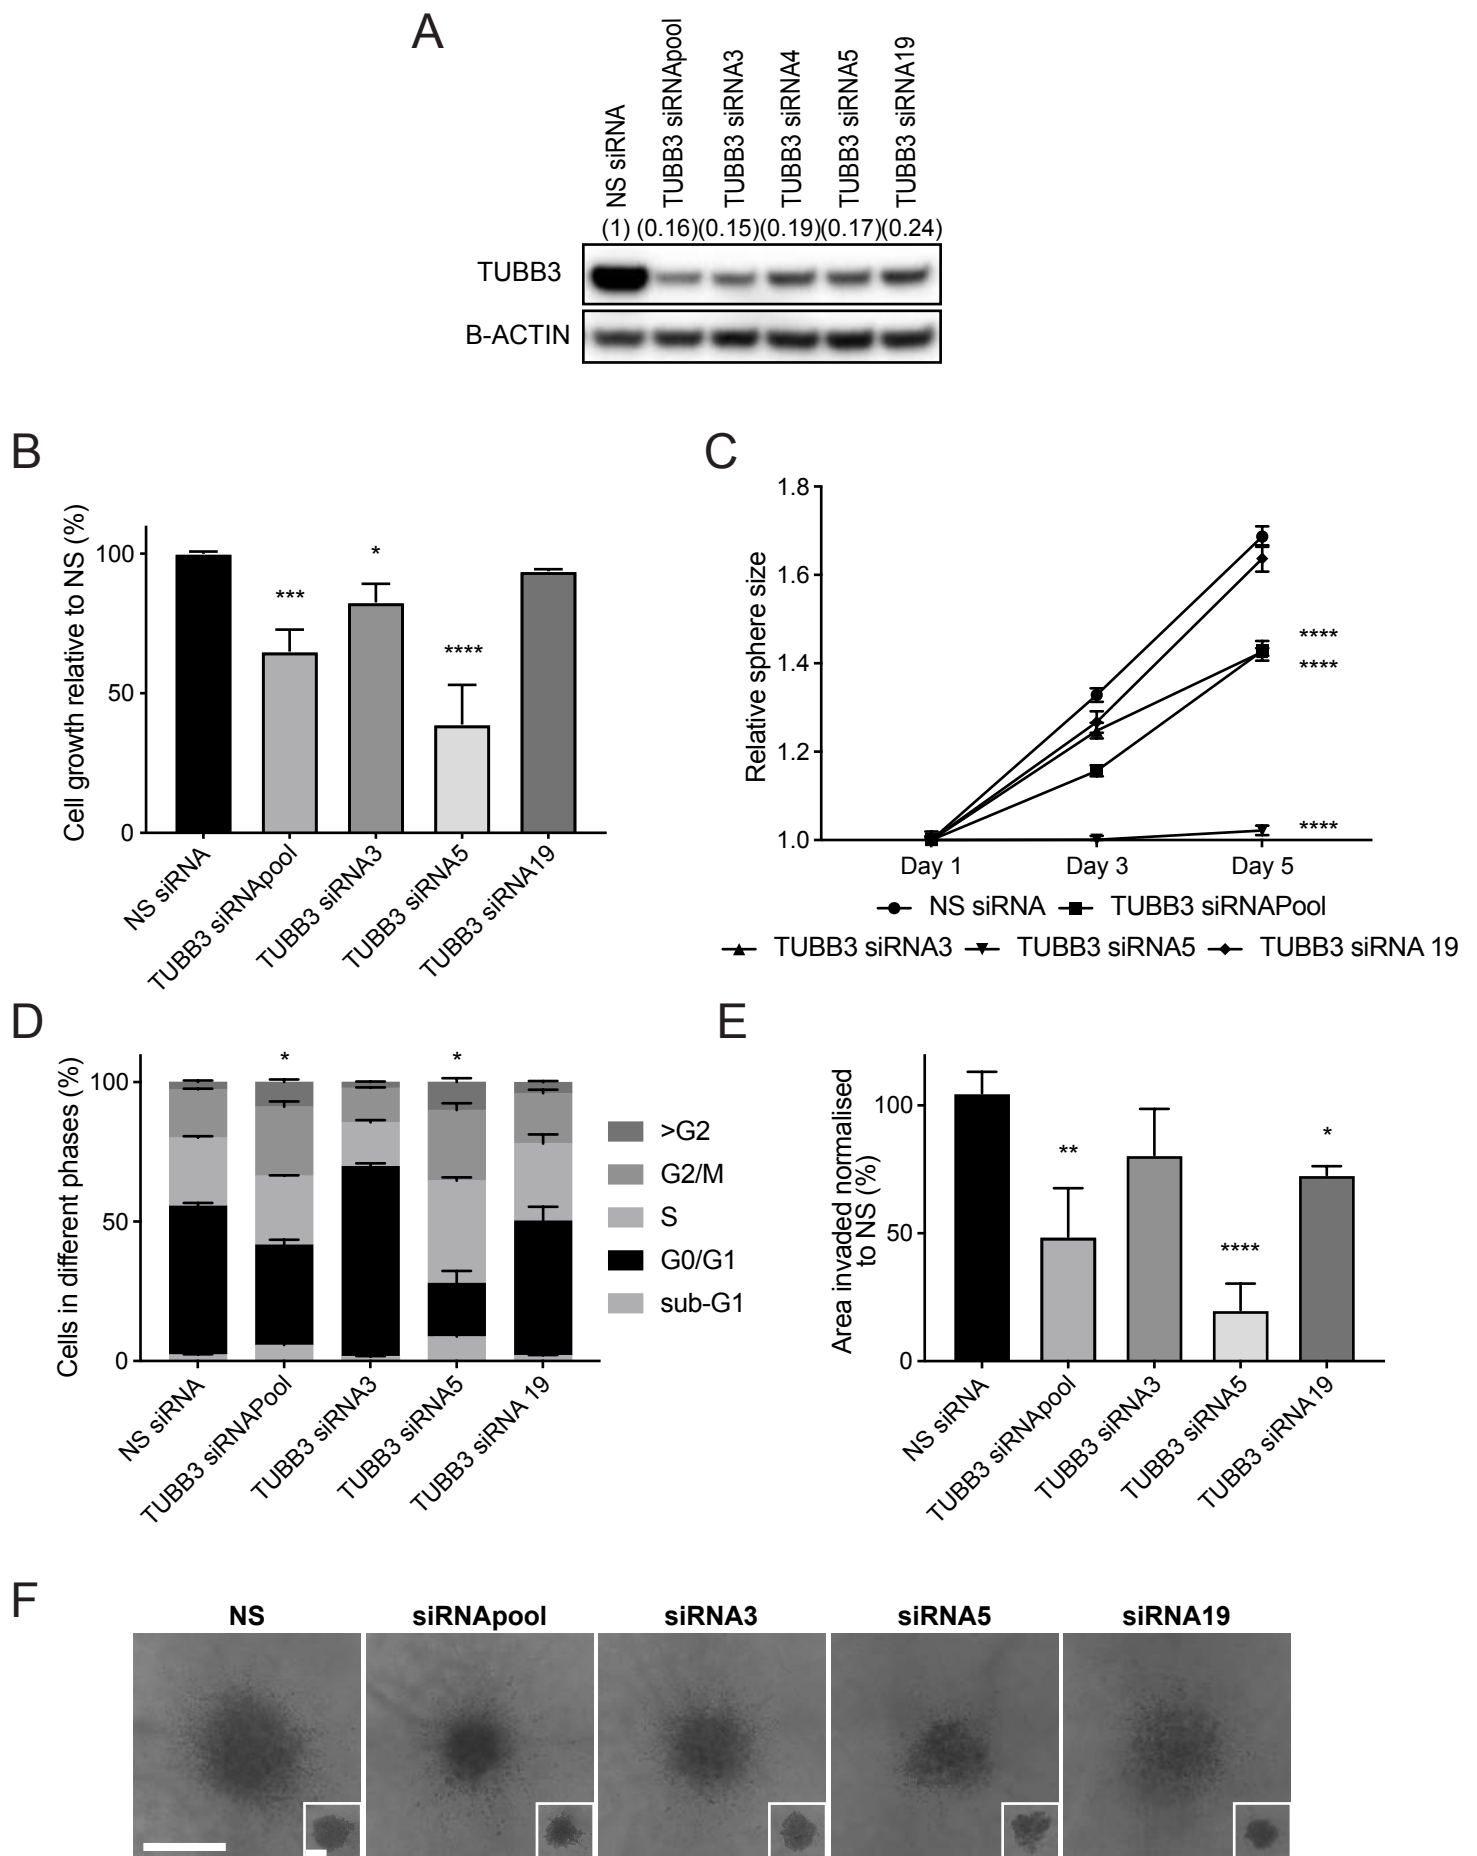 A
NS siRNA
TUBB3 siRNApool
TUBB3 siRNA3
TUBB3 siRNA4
TUBB3 siRNA5
TUBB3 siRNA19
(1) (0.16)(0.15)(0.19)(0.17)(0.24)
TUBB3
B-ACTIN
B
Cell growth relative to NS (%)
100
50
0
***
*
****
NS siRNA
TUBB3 siRNApool
TUBB3 siRNA3
TUBB3 siRNA5
TUBB3 siRNA19
C
Relative sphere size
1.8
1.6
1.4
1.2
1.0
****
****
****
Day 1 Day 3 Day 5
NS siRNA TUBB3 siRNAPool
TUBB3 siRNA3 TUBB3 siRNA5 TUBB3 siRNA 19
D
Cells in different phases (%)
100
50
0
* *
NS siRNA
TUBB3 siRNAPool
TUBB3 siRNA3
TUBB3 siRNA5
TUBB3 siRNA 19
>G2
G2/M
S
G0/G1
sub-G1
E
Area invaded normalised
to NS (%)
100
50
0
**
****
*
NS siRNA
TUBB3 siRNApool
TUBB3 siRNA3
TUBB3 siRNA5
TUBB3 siRNA19
F
NS siRNApool siRNA3 siRNA5 siRNA19